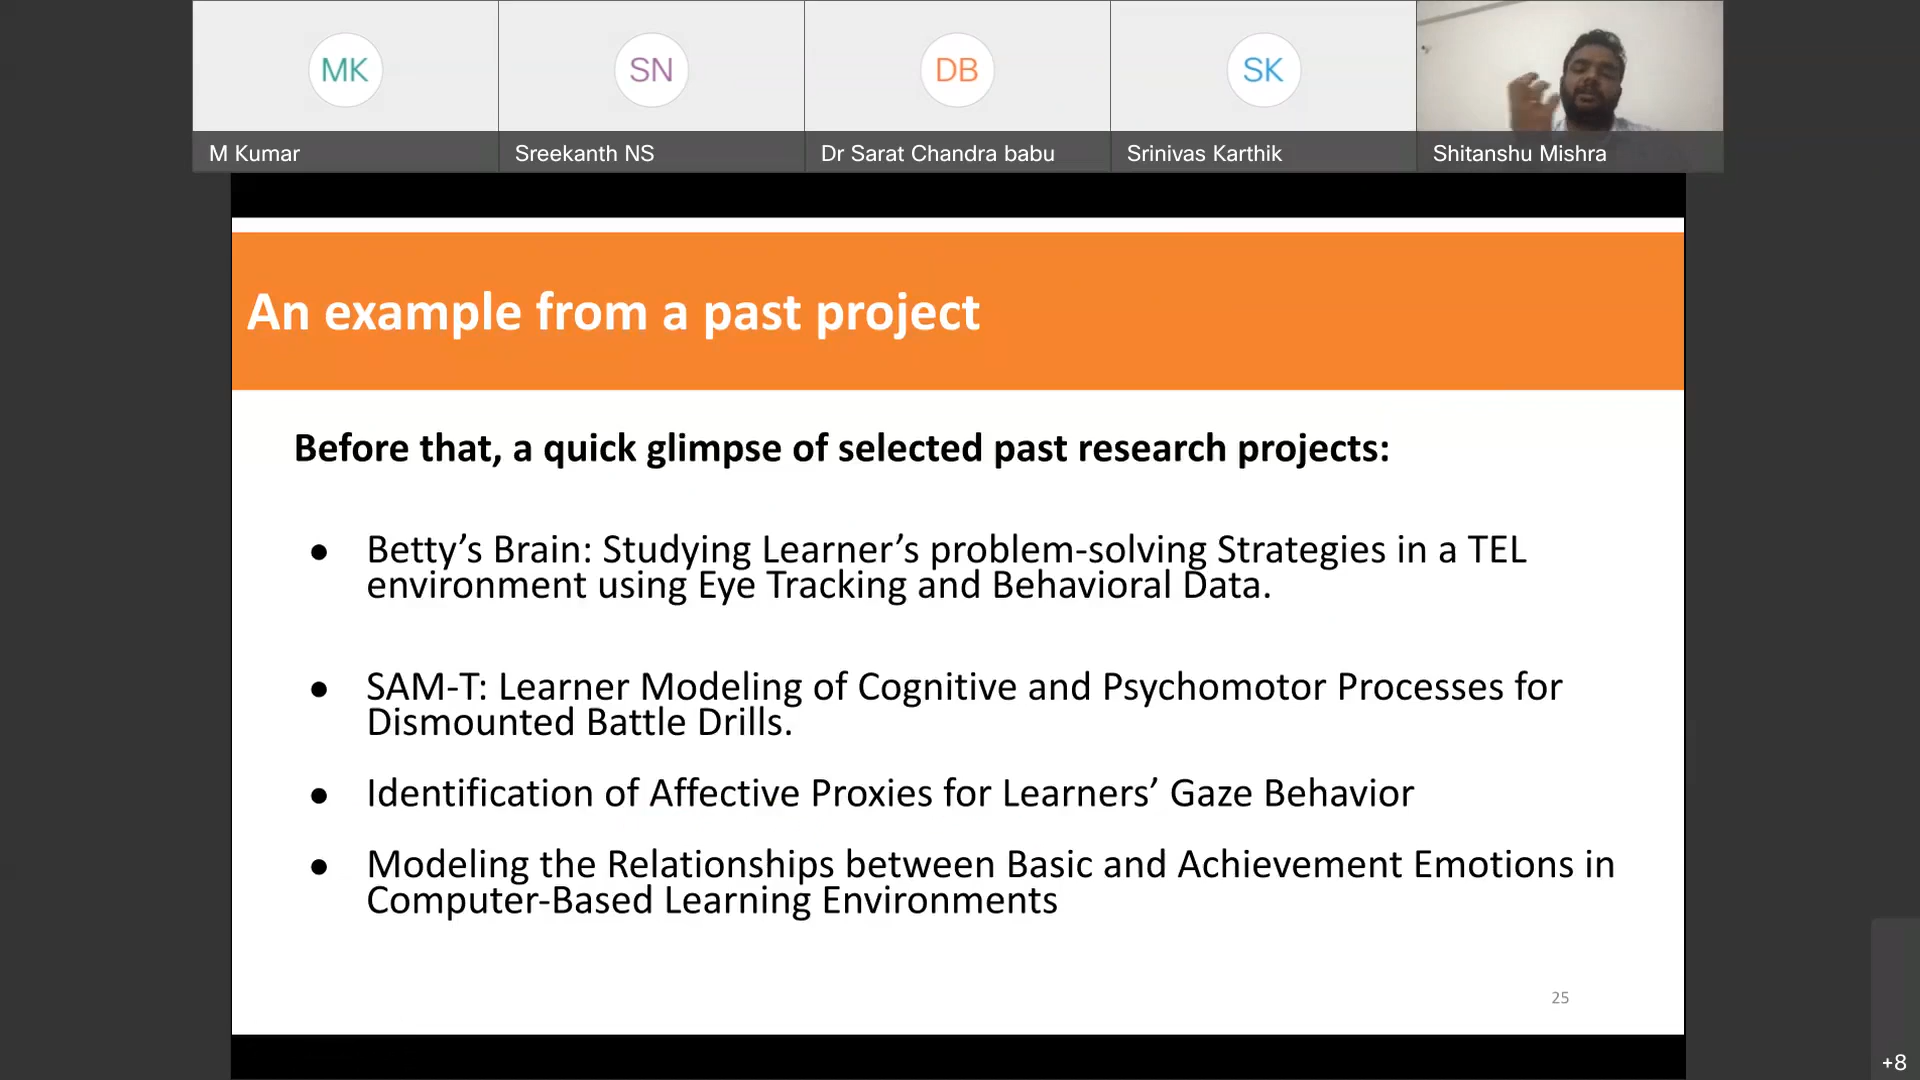 MK
SN
DB
SK
M Kumar
Sreekanth NS
Dr Sarat Chandra babu
Srinivas Karthik
Shitanshu Mishra
An example from a past project
Before that, a quick glimpse of selected past research projects:
● Betty’s Brain: Studying Learner’s problem-solving Strategies in a TEL
environment using Eye Tracking and Behavioral Data.
● SAM-T: Learner Modeling of Cognitive and Psychomotor Processes for
Dismounted Battle Drills.
● Identification of Affective Proxies for Learners’ Gaze Behavior
● Modeling the Relationships between Basic and Achievement Emotions in
Computer-Based Learning Environments
25
+8